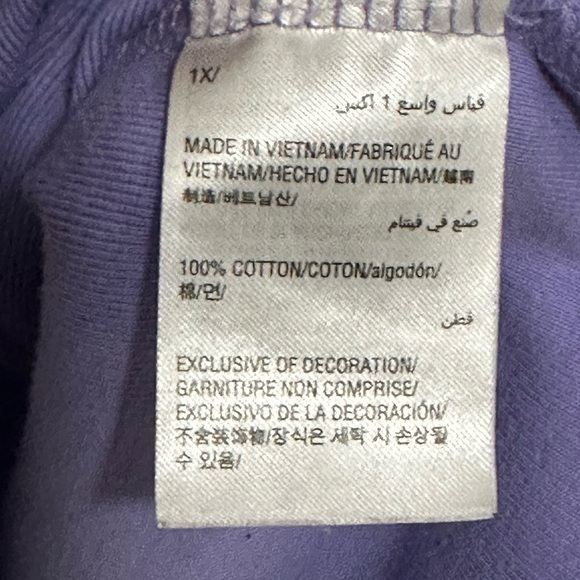 1X/
قياس واسع 1 اكس
MADE IN VIETNAM/FABRIQUÉ AU
VIETNAM/HECHO EN VIETNAM/越南
制造/베트남산/
صُنع في فيتنام
100% COTTON/COTON/algodón/
棉/면/
قطن
EXCLUSIVE OF DECORATION/
GARNITURE NON COMPRISE/
EXCLUSIVO DE LA DECORACIÓN/
不含装饰物/장식은 세탁 시 손상될
수 있음/